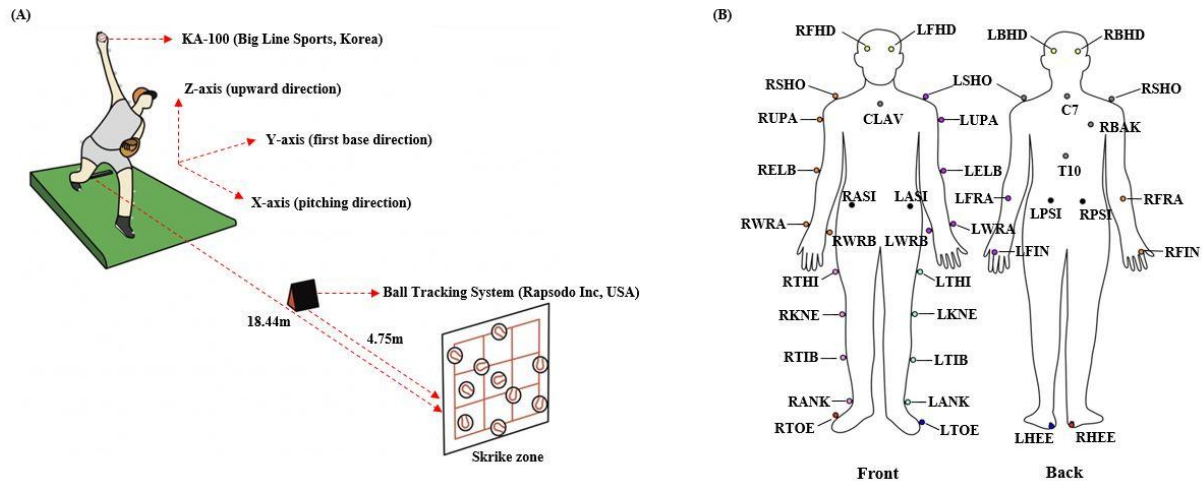 (A)
KA-100 (Big Line Sports, Korea)
Z-axis (upward direction)
Y-axis (first base direction)
X-axis (pitching direction)
Ball Tracking System (Rapsodo Inc, USA)
18.44m
4.75m
Skrike zone
(B)
RFHD LFHD
LBHD RBHD
RSHO LSHO RSHO
CLAV C7
RUPA LUPA RBAK
RELB LELB T10
RASI LASI LFRA LPSI RPSI RFRA
RWRA RWRB LWRB LWRA
LFIN RFIN
RTHI LTHI
RKNE LKNE
RTIB LTIB
RANK LANK
RTOE LTOE LHEE RHEE
Front Back